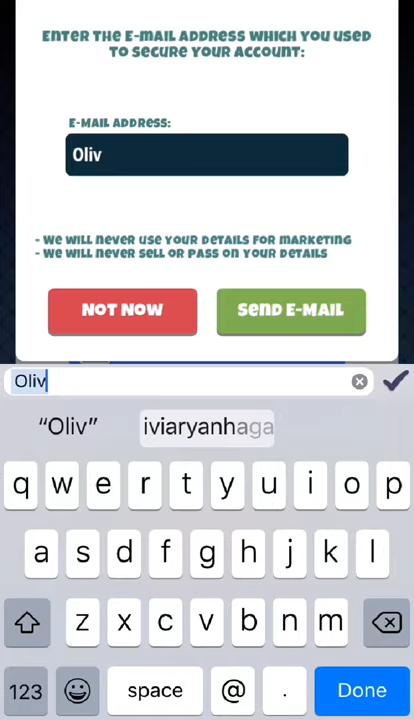 Enter the E-mail address which you used
to secure your account:
E-mail address:
Oliv
- We will never use your details for marketing
- We will never sell or pass on your details
Not now
Send E-mail
Oliv
“Oliv” iviaryanhaga
q w e r t y u i o p
a s d f g h j k l
z x c v b n m
123 space @ . Done